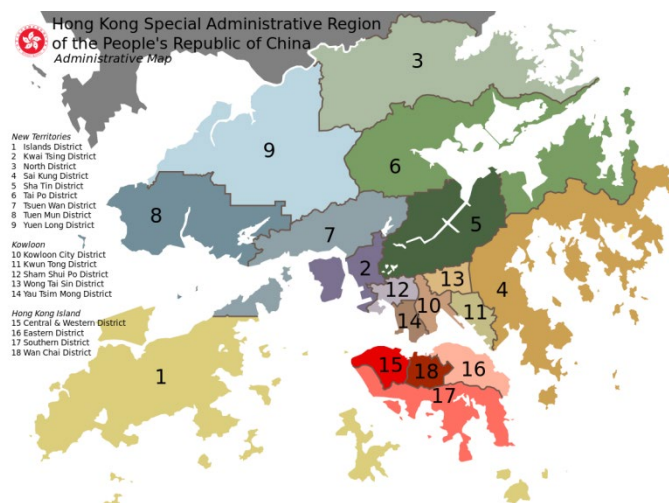 Hong Kong Special Administrative Region
of the People's Republic of China
Administrative Map
New Territories
1 Islands District
2 Kwai Tsing District
3 North District
4 Sai Kung District
5 Sha Tin District
6 Tai Po District
7 Tsuen Wan District
8 Tuen Mun District
9 Yuen Long District
Kowloon
10 Kowloon City District
11 Kwun Tong District
12 Sham Shui Po District
13 Wong Tai Sin District
14 Yau Tsim Mong District
Hong Kong Island
15 Central & Western District
16 Eastern District
17 Southern District
18 Wan Chai District
3
9
6
8
5
7
2
13
4
12
10
11
14
15
18
16
1
17